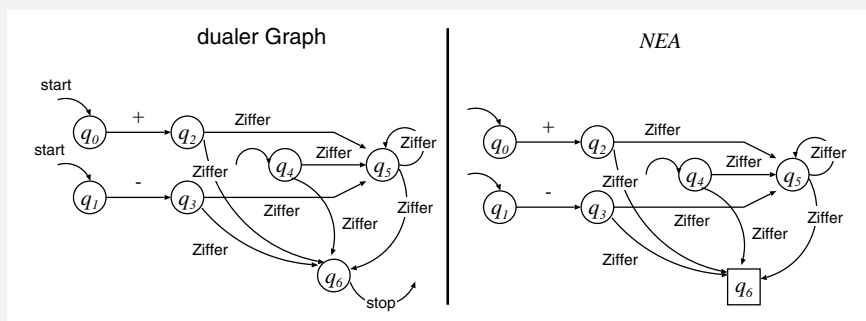 dualer Graph
start
+
q0
q2
Ziffer
Ziffer
start
Ziffer
q4
q5
Ziffer
-
q1
q3
Ziffer
Ziffer
Ziffer
q6
stop
NEA
+
q0
q2
Ziffer
Ziffer
Ziffer
q4
q5
Ziffer
-
q1
q3
Ziffer
Ziffer
Ziffer
Ziffer
q6